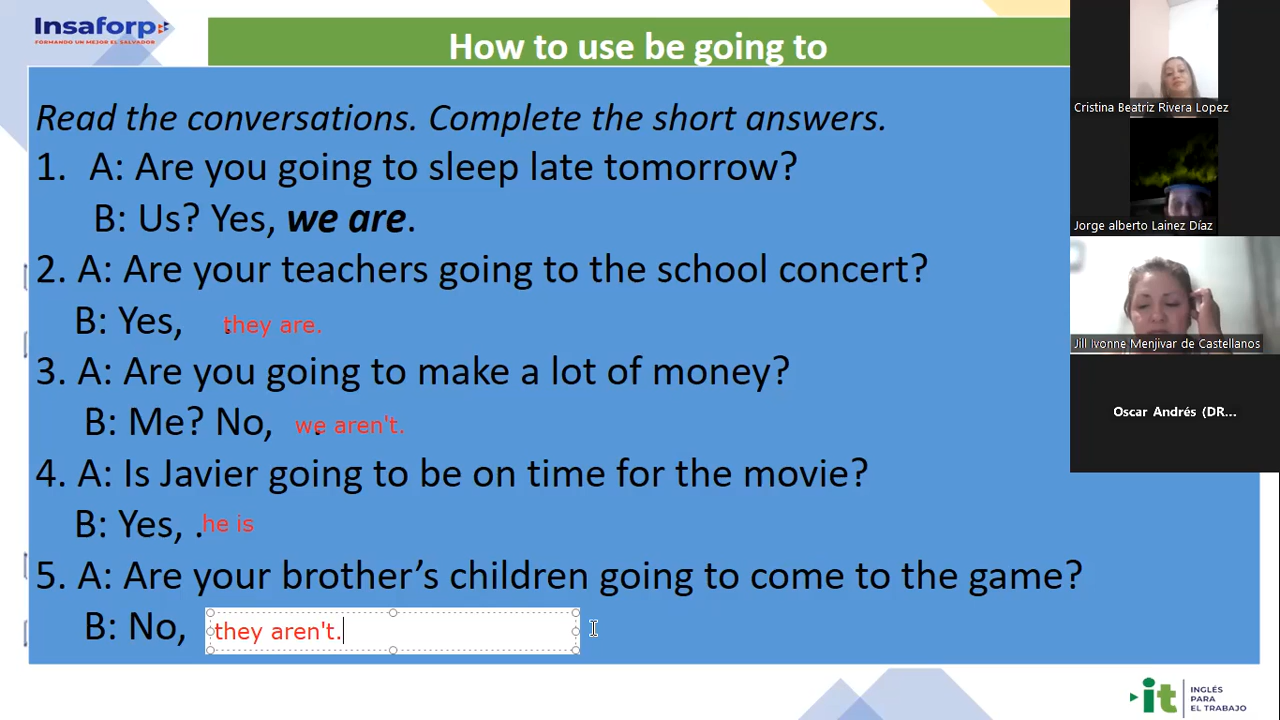 Insaforp
FORMANDO UN MEJOR EL SALVADOR
How to use be going to
Read the conversations. Complete the short answers.
1. A: Are you going to sleep late tomorrow?
B: Us? Yes, we are.
2. A: Are your teachers going to the school concert?
B: Yes, they are.
3. A: Are you going to make a lot of money?
B: Me? No, we aren't.
4. A: Is Javier going to be on time for the movie?
B: Yes, .he is
5. A: Are your brother's children going to come to the game?
B: No, they aren't.
Cristina Beatriz Rivera Lopez
Jorge alberto Lainez Díaz
Jill Ivonne Menjivar de Castellanos
Oscar Andrés (DR...
it INGLÉS
PARA
EL TRABAJO